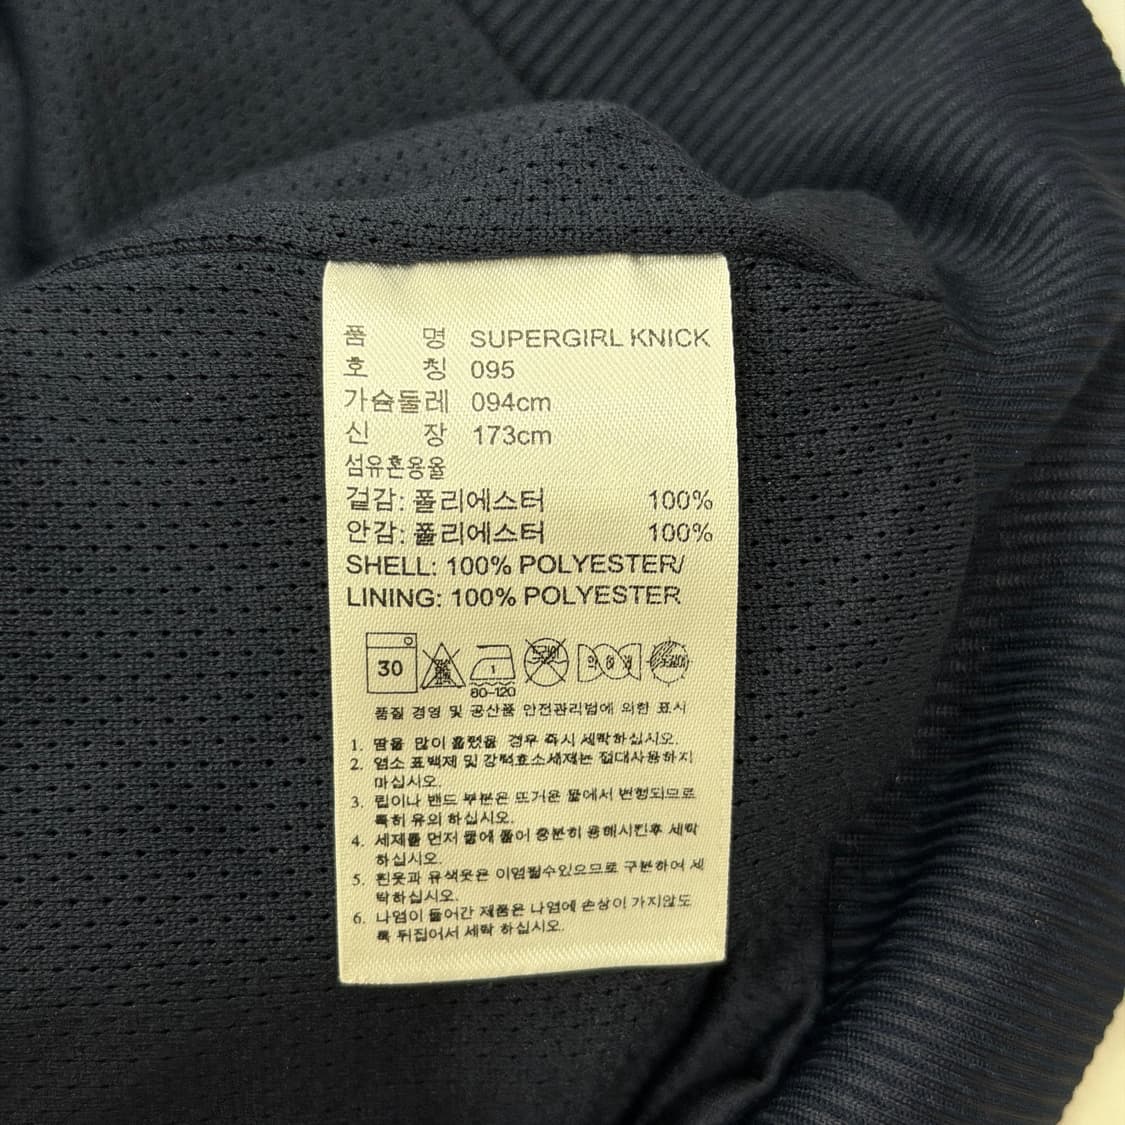 품 명 SUPERGIRL KNICK
호 칭 095
가슴둘레 094cm
신 장 173cm
섬유혼용율
겉감: 폴리에스터 100%
안감: 폴리에스터 100%
SHELL: 100% POLYESTER/
LINING: 100% POLYESTER
30
1
80-120
품질 경영 및 공산품 안전관리법에 의한 표시
1. 땀을 많이 흘렸을 경우 즉시 세탁하십시오.
2. 염소 표백제 및 강력효소세제는 절대사용하지
마십시오.
3. 립이나 밴드 부분은 뜨거운 물에서 변형되므로
특히 유의 하십시오.
4. 세제를 먼저 물에 풀어 충분히 용해시킨후 세탁
하십시오.
5. 흰옷과 유색옷은 이염될수있으므로 구분하여 세
탁하십시오.
6. 나염이 들어간 제품은 나염에 손상이 가지않도
록 뒤집어서 세탁 하십시오.